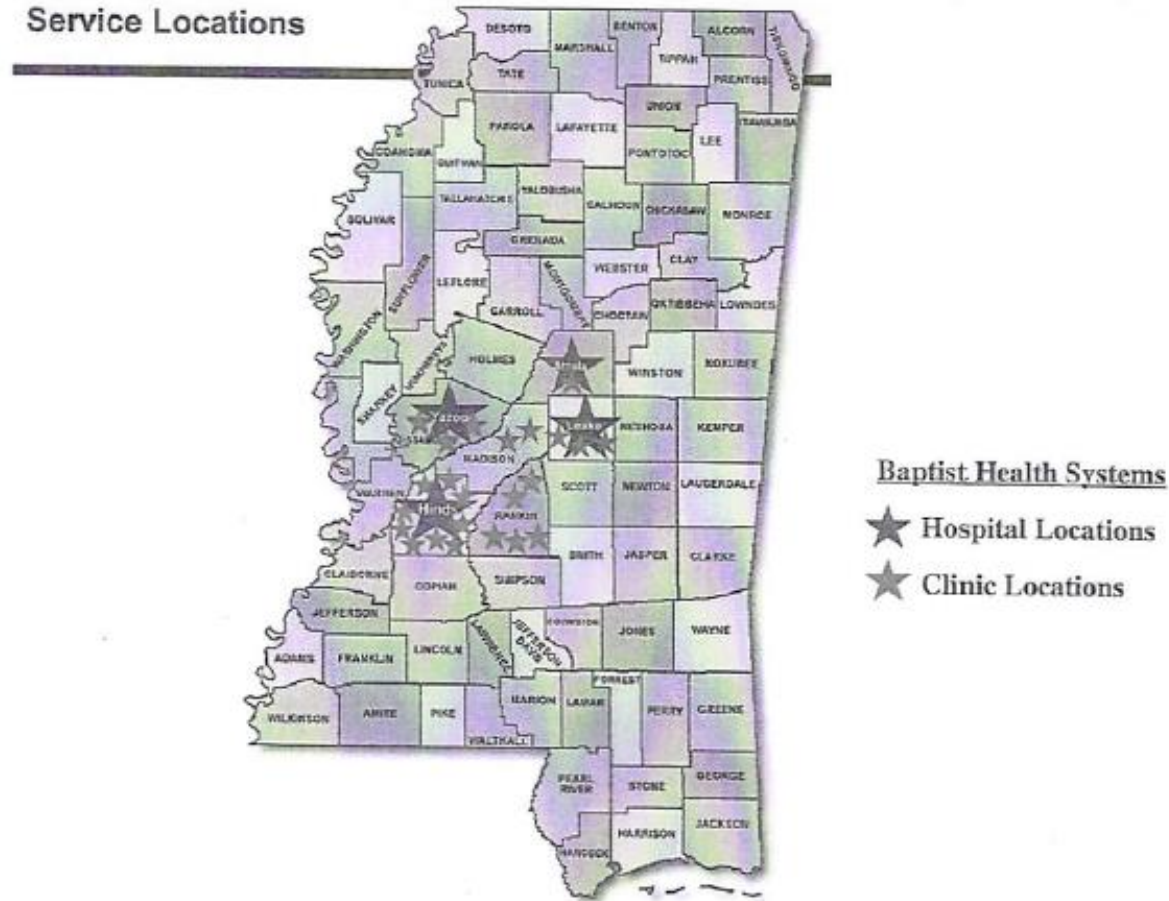 Service Locations
DESOTO
MARSHALL
BENTON
ALCORN
TIPPAH
TUNICA
TATE
PRENTISS
UNION
PANOLA
LAFAYETTE
LEE
ITAWAMBA
COAHOMA
QUITMAN
PONTOTOC
TALLAHATCHIE
YALOBUSHA
CALHOUN
CHICKASAW
MONROE
BOLIVAR
GRENADA
SUNFLOWER
LEFLORE
WEBSTER
CLAY
MONTGOMERY
CARROLL
CHOCTAW
OKTIBBEHA
LOWNDES
WASHINGTON
HUMPHREYS
HOLMES
WINSTON
NOXUBEE
SHARKEY
Yazoo
Leake
NESHOBA
KEMPER
MADISON
WARREN
Hinds
RANKIN
SCOTT
NEWTON
LAUDERDALE
SMITH
JASPER
CLARKE
CLAIBORNE
COPIAH
SIMPSON
JEFFERSON
LAWRENCE
JEFFERSON
DAVIS
JONES
WAYNE
ADAMS
FRANKLIN
LINCOLN
WILKINSON
AMITE
PIKE
WALTHALL
MARION
LAMAR
FORREST
PERRY
GREENE
PEARL
RIVER
STONE
GEORGE
HARRISON
JACKSON
HANCOCK
Baptist Health Systems
Hospital Locations
Clinic Locations